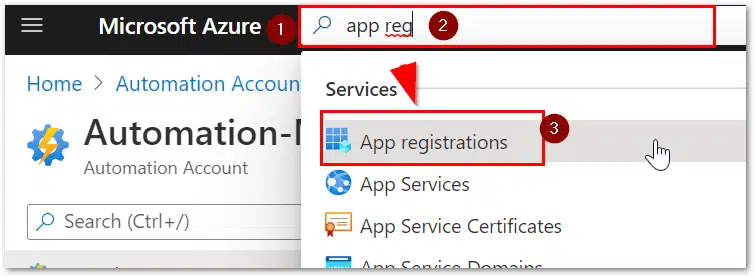 Microsoft Azure
1
app reg
2
Home > Automation Accoun
Services
Automation-
Automation Account
App registrations
3
App Services
Search (Ctrl+/)
App Service Certificates
App Service Domains